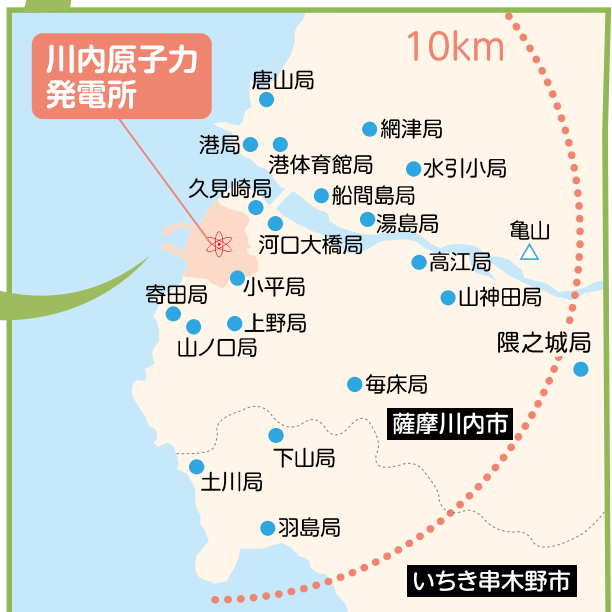 川内原子力
発電所
10km
唐山局
網津局
港局
港体育館局
水引小局
久見崎局
船間島局
湯島局
亀山
河口大橋局
高江局
小平局
寄田局
山神田局
上野局
山ノ口局
隈之城局
毎床局
薩摩川内市
下山局
土川局
羽島局
いちき串木野市